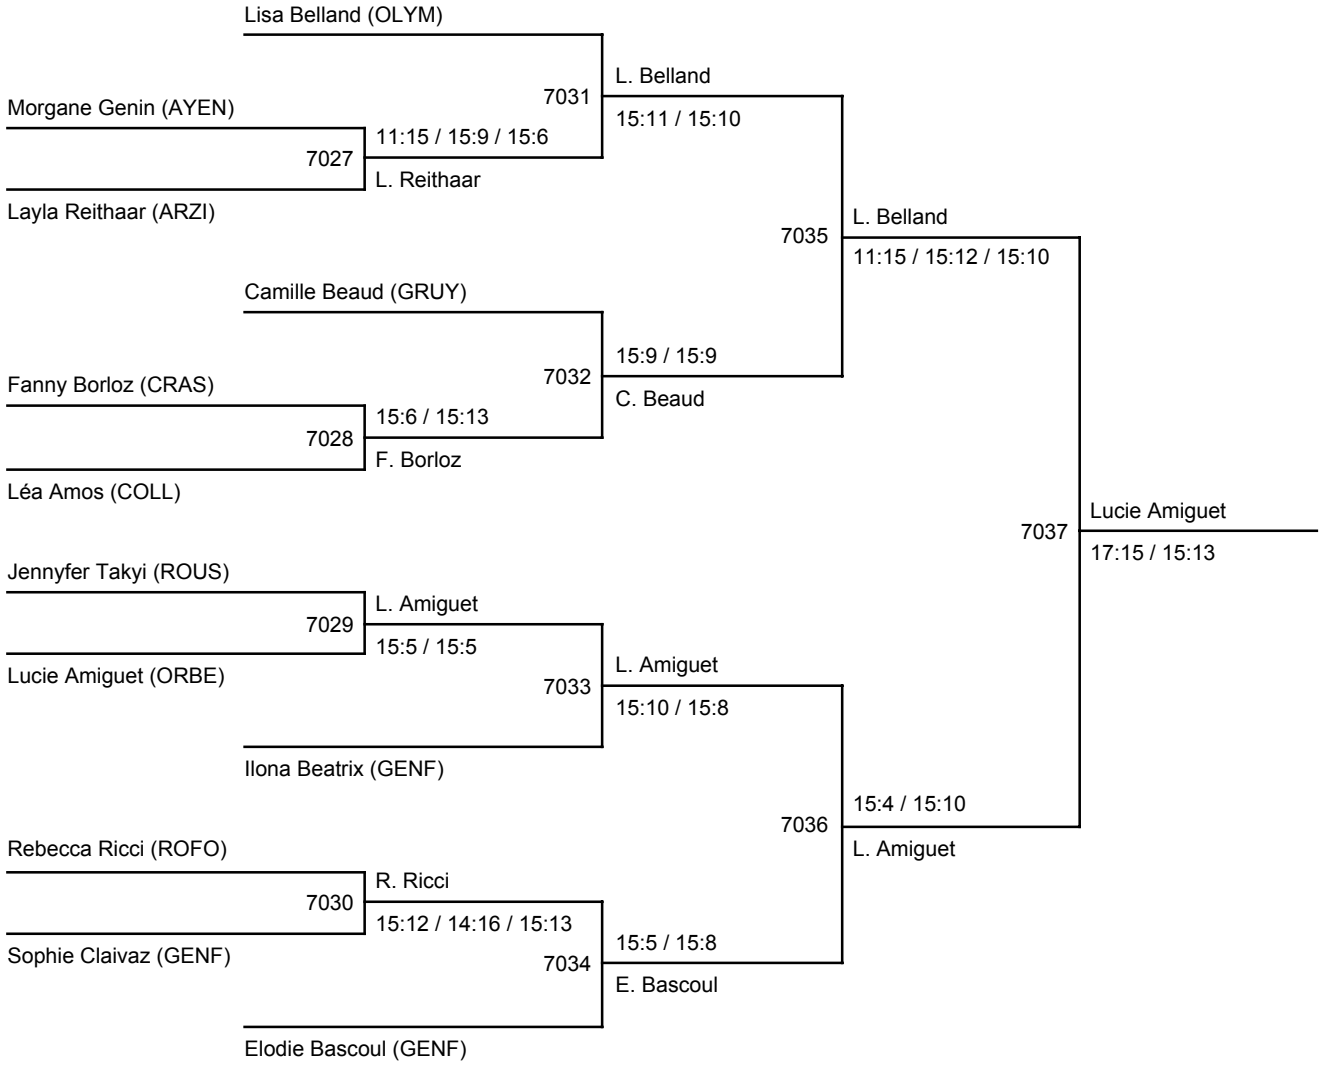 Lisa Belland (OLYM)
L. Belland
7031
Morgane Genin (AYEN)
15:11 / 15:10
11:15 / 15:9 / 15:6
7027
L. Reithaar
Layla Reithaar (ARZI)
L. Belland
7035
11:15 / 15:12 / 15:10
Camille Beaud (GRUY)
15:9 / 15:9
7032
Fanny Borloz (CRAS)
C. Beaud
15:6 / 15:13
7028
F. Borloz
Léa Amos (COLL)
Lucie Amiguet
7037
17:15 / 15:13
Jennyfer Takyi (ROUS)
L. Amiguet
7029
15:5 / 15:5
L. Amiguet
Lucie Amiguet (ORBE)
7033
15:10 / 15:8
Ilona Beatrix (GENF)
15:4 / 15:10
7036
Rebecca Ricci (ROFO)
L. Amiguet
R. Ricci
7030
15:12 / 14:16 / 15:13
15:5 / 15:8
Sophie Claivaz (GENF)
7034
E. Bascoul
Elodie Bascoul (GENF)